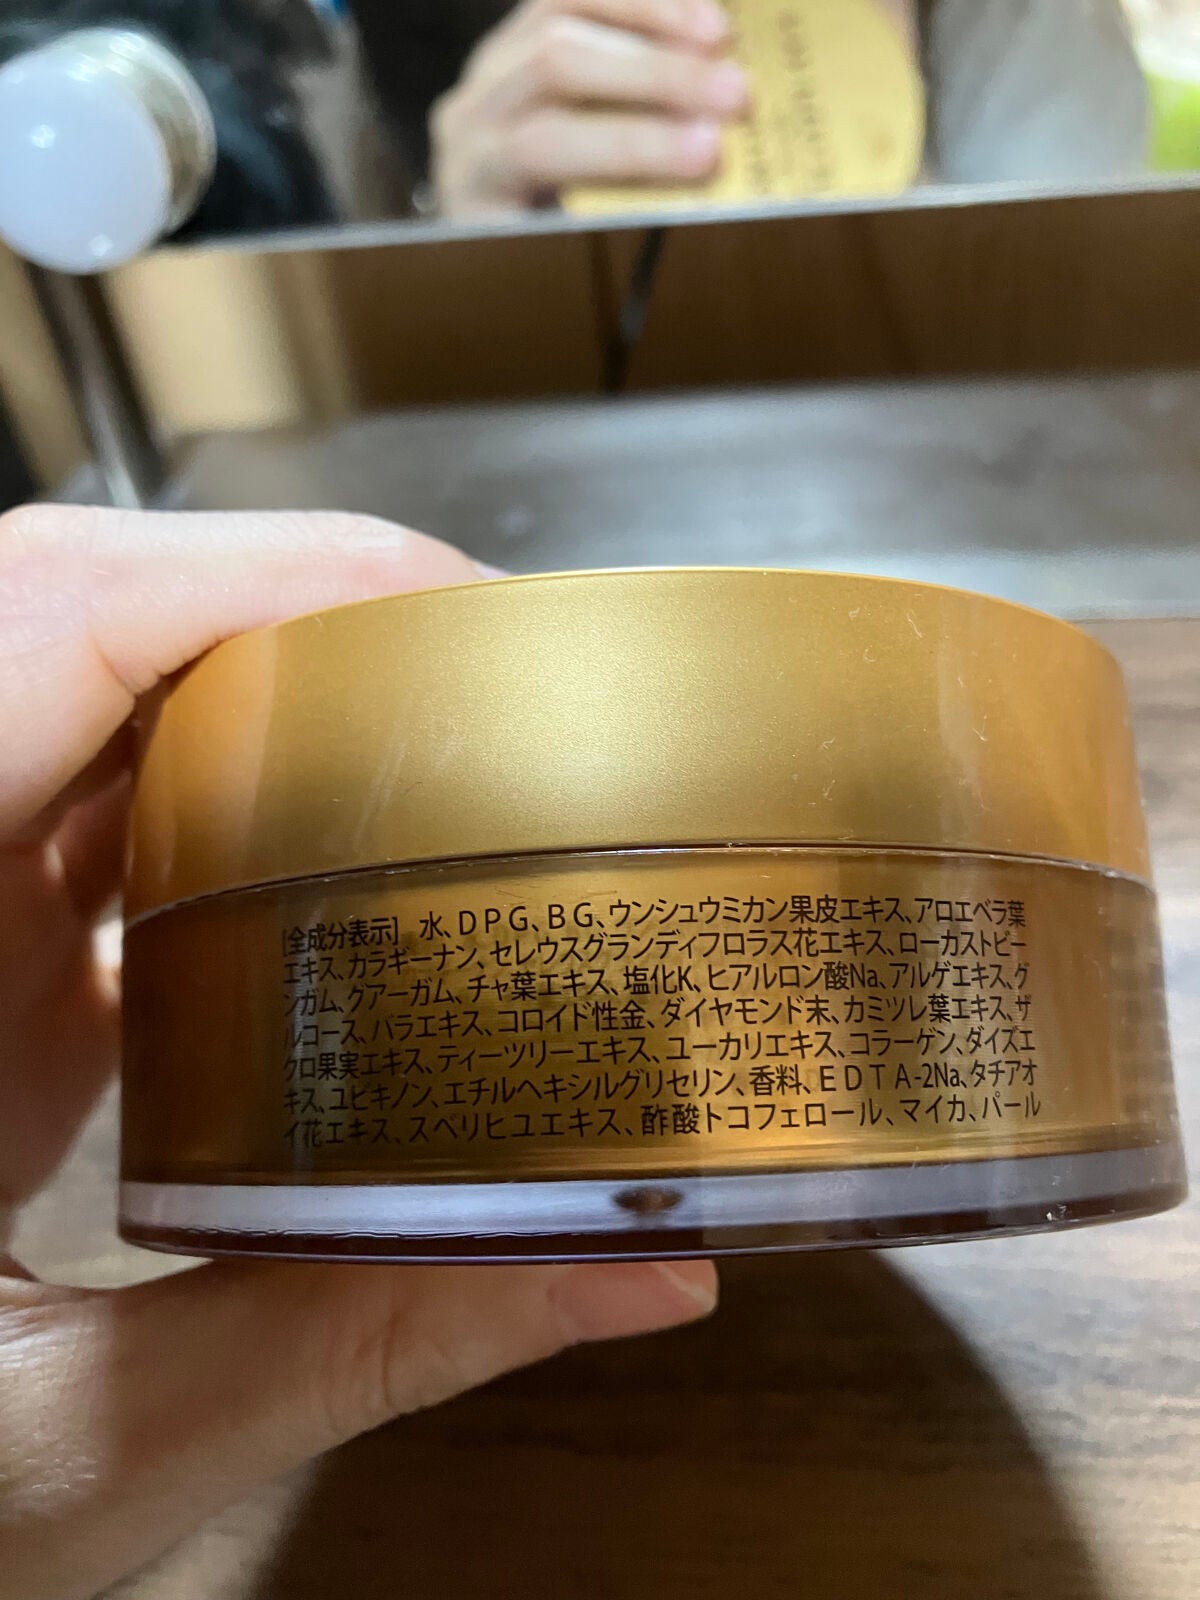 [全成分表示] 水、DPG、BG、ウンシュウミカン果皮エキス、アロエベラ葉
エキス、カラギーナン、セレウスグランディフロラス花エキス、ローカストビー
ンガム、グアーガム、チャ葉エキス、塩化K、ヒアルロン酸Na、アルゲエキス、グ
ルコース、バラエキス、コロイド性金、ダイヤモンド末、カミツレ葉エキス、ザ
クロ果実エキス、ティーツリーエキス、ユーカリエキス、コラーゲン、ダイズエ
キス、ユビキノン、エチルヘキシルグリセリン、香料、EDTA-2Na、タチアオ
イ花エキス、スベリヒユエキス、酢酸トコフェロール、マイカ、パール